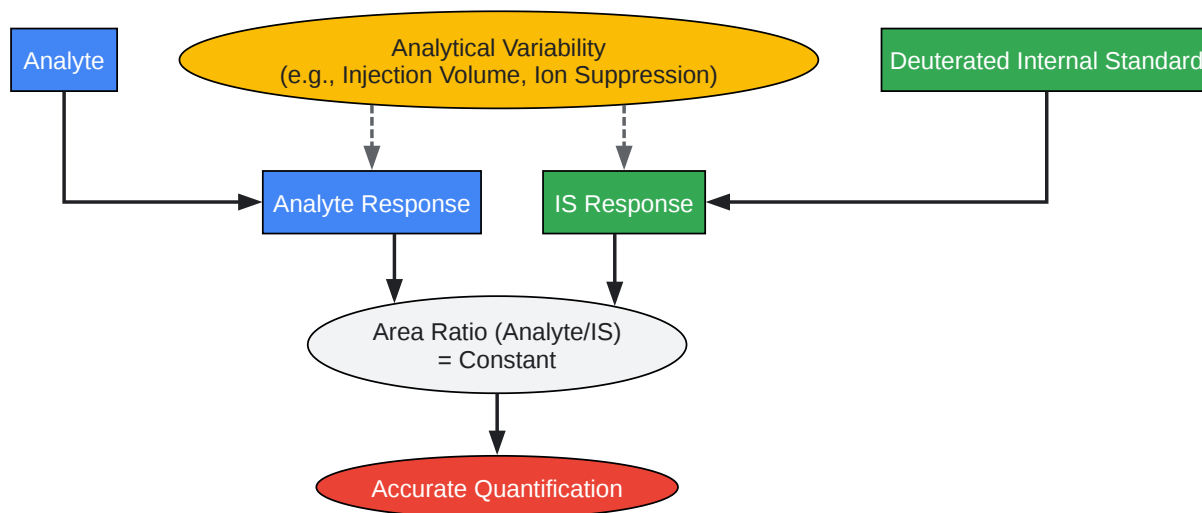 Analyte
Analytical Variability
(e.g., Injection Volume, Ion Suppression)
Deuterated Internal Standard
Analyte Response
IS Response
Area Ratio (Analyte/IS)
= Constant
Accurate Quantification